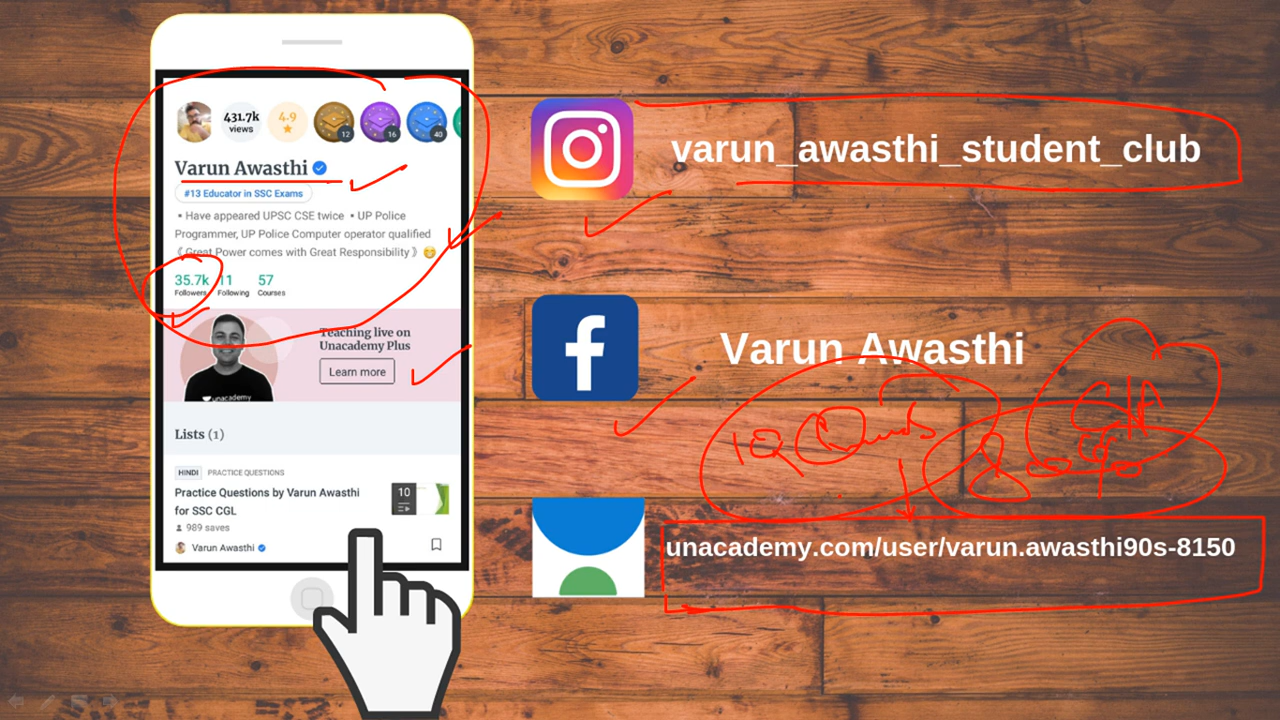 431.7k
views
4.9
12
16
40
Varun Awasthi
#13 Educator in SSC Exams
▪ Have appeared UPSC CSE twice ▪ UP Police
Programmer, UP Police Computer operator qualified
《 Great Power comes with Great Responsibility 》😁
35.7k 11 57
Followers Following Courses
Teaching live on
Unacademy Plus
Learn more
unacademy
Lists (1)
HINDI PRACTICE QUESTIONS
Practice Questions by Varun Awasthi
for SSC CGL
10
989 saves
Varun Awasthi
varun_awasthi_student_club
Varun Awasthi
unacademy.com/user/varun.awasthi90s-8150